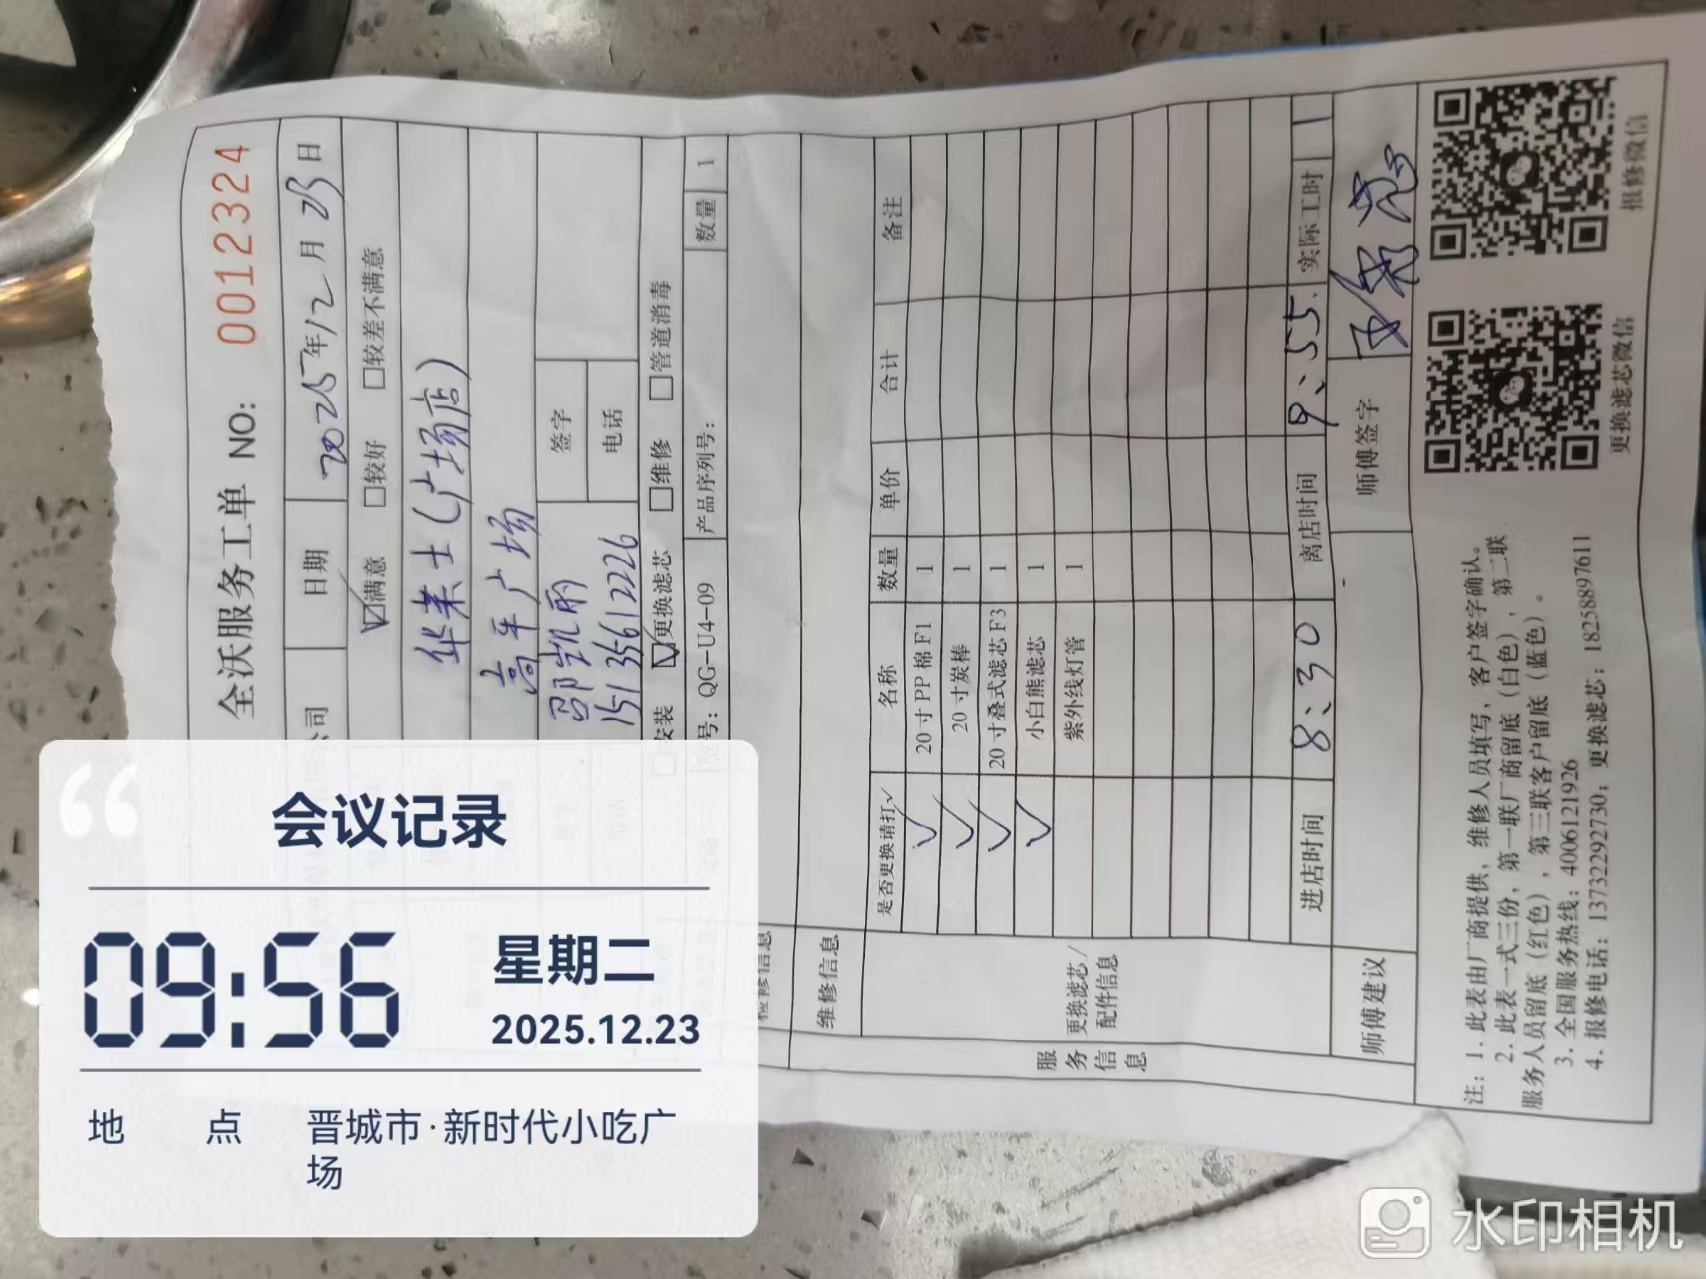 全沃服务工单 NO: 0012324
公司 日期 2025年12月23日
☑满意 □较好 □较差不满意
华莱士(广场店)
高平广场
邵凯雨 签字
15135612226 电话
□安装 ☑更换滤芯 □维修 □管道消毒
型号: QG-U4-09 产品序列号: 数量 1
检修信息
维修信息
是否更换请打✓ 名称 数量 单价 合计 备注
✓ 20寸PP棉F1 1
✓ 20寸炭棒 1
✓ 20寸叠式滤芯F3 1
✓ 小白熊滤芯 1
紫外线灯管 1
更换滤芯/
配件信息
服务信息
进店时间 8:30 离店时间 9:55. 实际工时 1
师傅建议 师傅签字
注: 1. 此表由厂商提供, 维修人员填写, 客户签字确认。
2. 此表一式三份, 第一联厂商留底(白色), 第二联
服务人员留底(红色), 第三联客户留底(蓝色)。
3. 全国服务热线: 4006121926
4. 报修电话: 13732292730; 更换滤芯: 18258897611
更换滤芯微信
报修微信
会议记录
09:56
星期二
2025.12.23
地 点 晋城市·新时代小吃广
场
水印相机